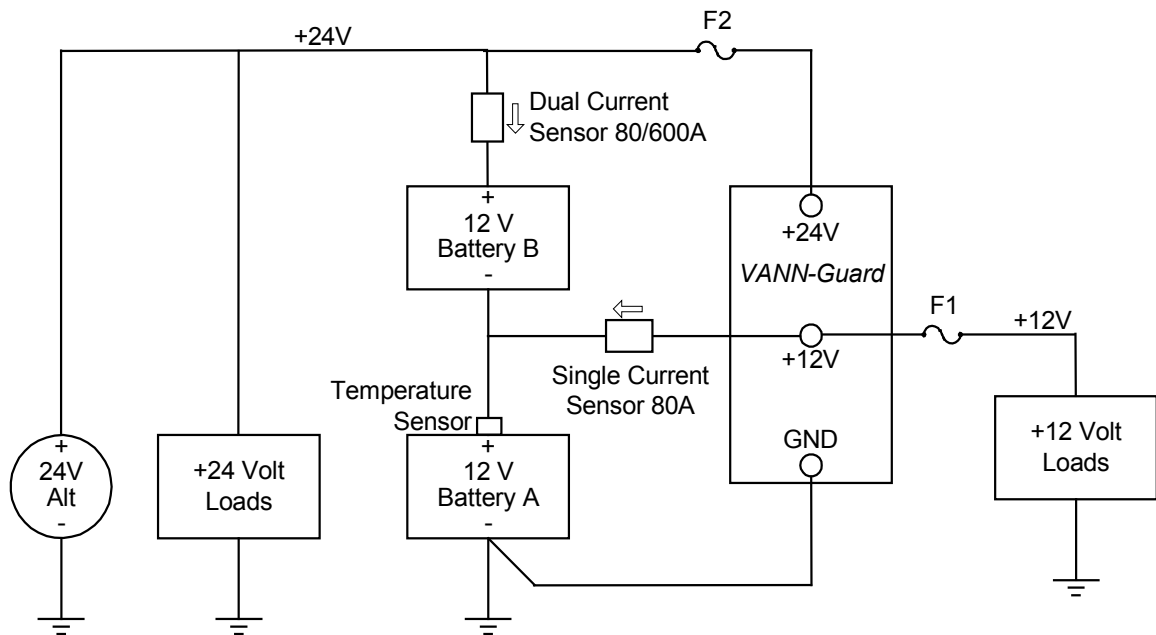 F2
+24V
Dual Current
Sensor 80/600A
+
12 V
Battery B
-
+24V
VANN-Guard
F1
+12V
+12V
Single Current
Sensor 80A
Temperature
Sensor
GND
+
24V
Alt
-
+24 Volt
Loads
+
12 V
Battery A
-
+12 Volt
Loads